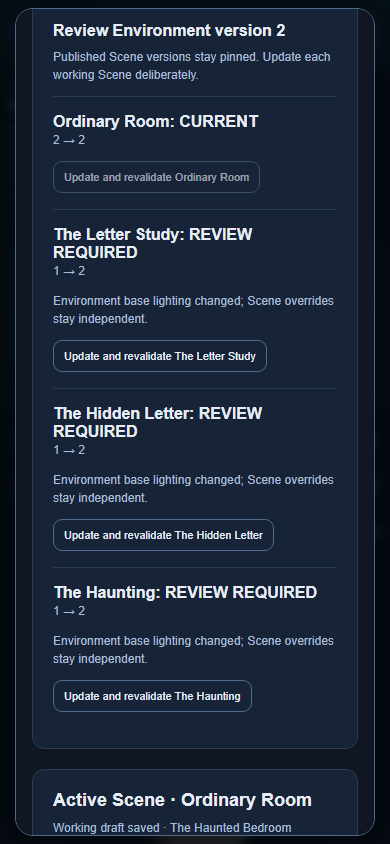 Review Environment version 2
Published Scene versions stay pinned. Update each
working Scene deliberately.
Ordinary Room: CURRENT
2 → 2
Update and revalidate Ordinary Room
The Letter Study: REVIEW
REQUIRED
1 → 2
Environment base lighting changed; Scene overrides
stay independent.
Update and revalidate The Letter Study
The Hidden Letter: REVIEW
REQUIRED
1 → 2
Environment base lighting changed; Scene overrides
stay independent.
Update and revalidate The Hidden Letter
The Haunting: REVIEW REQUIRED
1 → 2
Environment base lighting changed; Scene overrides
stay independent.
Update and revalidate The Haunting
Active Scene · Ordinary Room
Working draft saved · The Haunted Bedroom